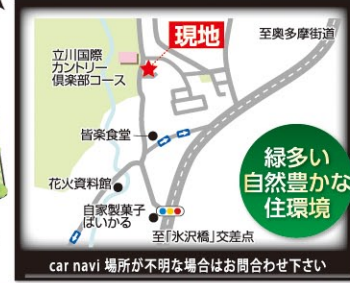 現地
至奥多摩街道
立川国際
カントリー
倶楽部コース
皆楽食堂
花火資料館
自家製菓子
ばいかる
至「氷沢橋」交差点
緑多い
自然豊かな
住環境
car navi 場所が不明な場合はお問合わせ下さい